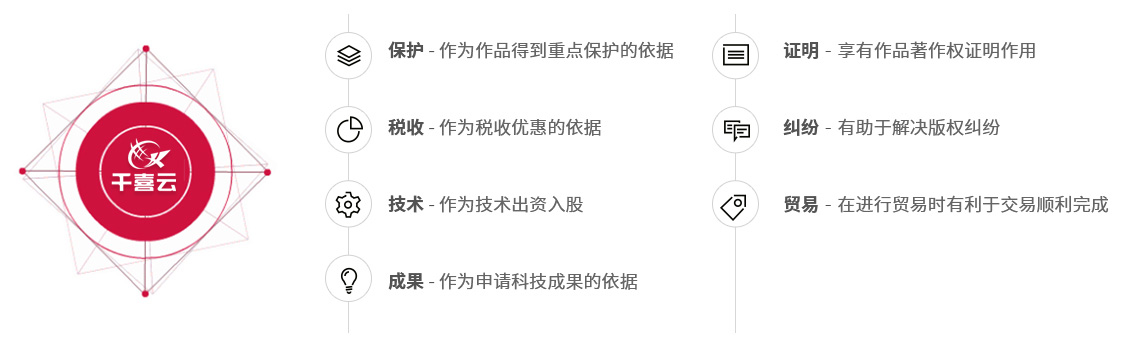 千喜云
保护 - 作为作品得到重点保护的依据
税收 - 作为税收优惠的依据
技术 - 作为技术出资入股
成果 - 作为申请科技成果的依据
证明 - 享有作品著作权证明作用
纠纷 - 有助于解决版权纠纷
贸易 - 在进行贸易时有利于交易顺利完成